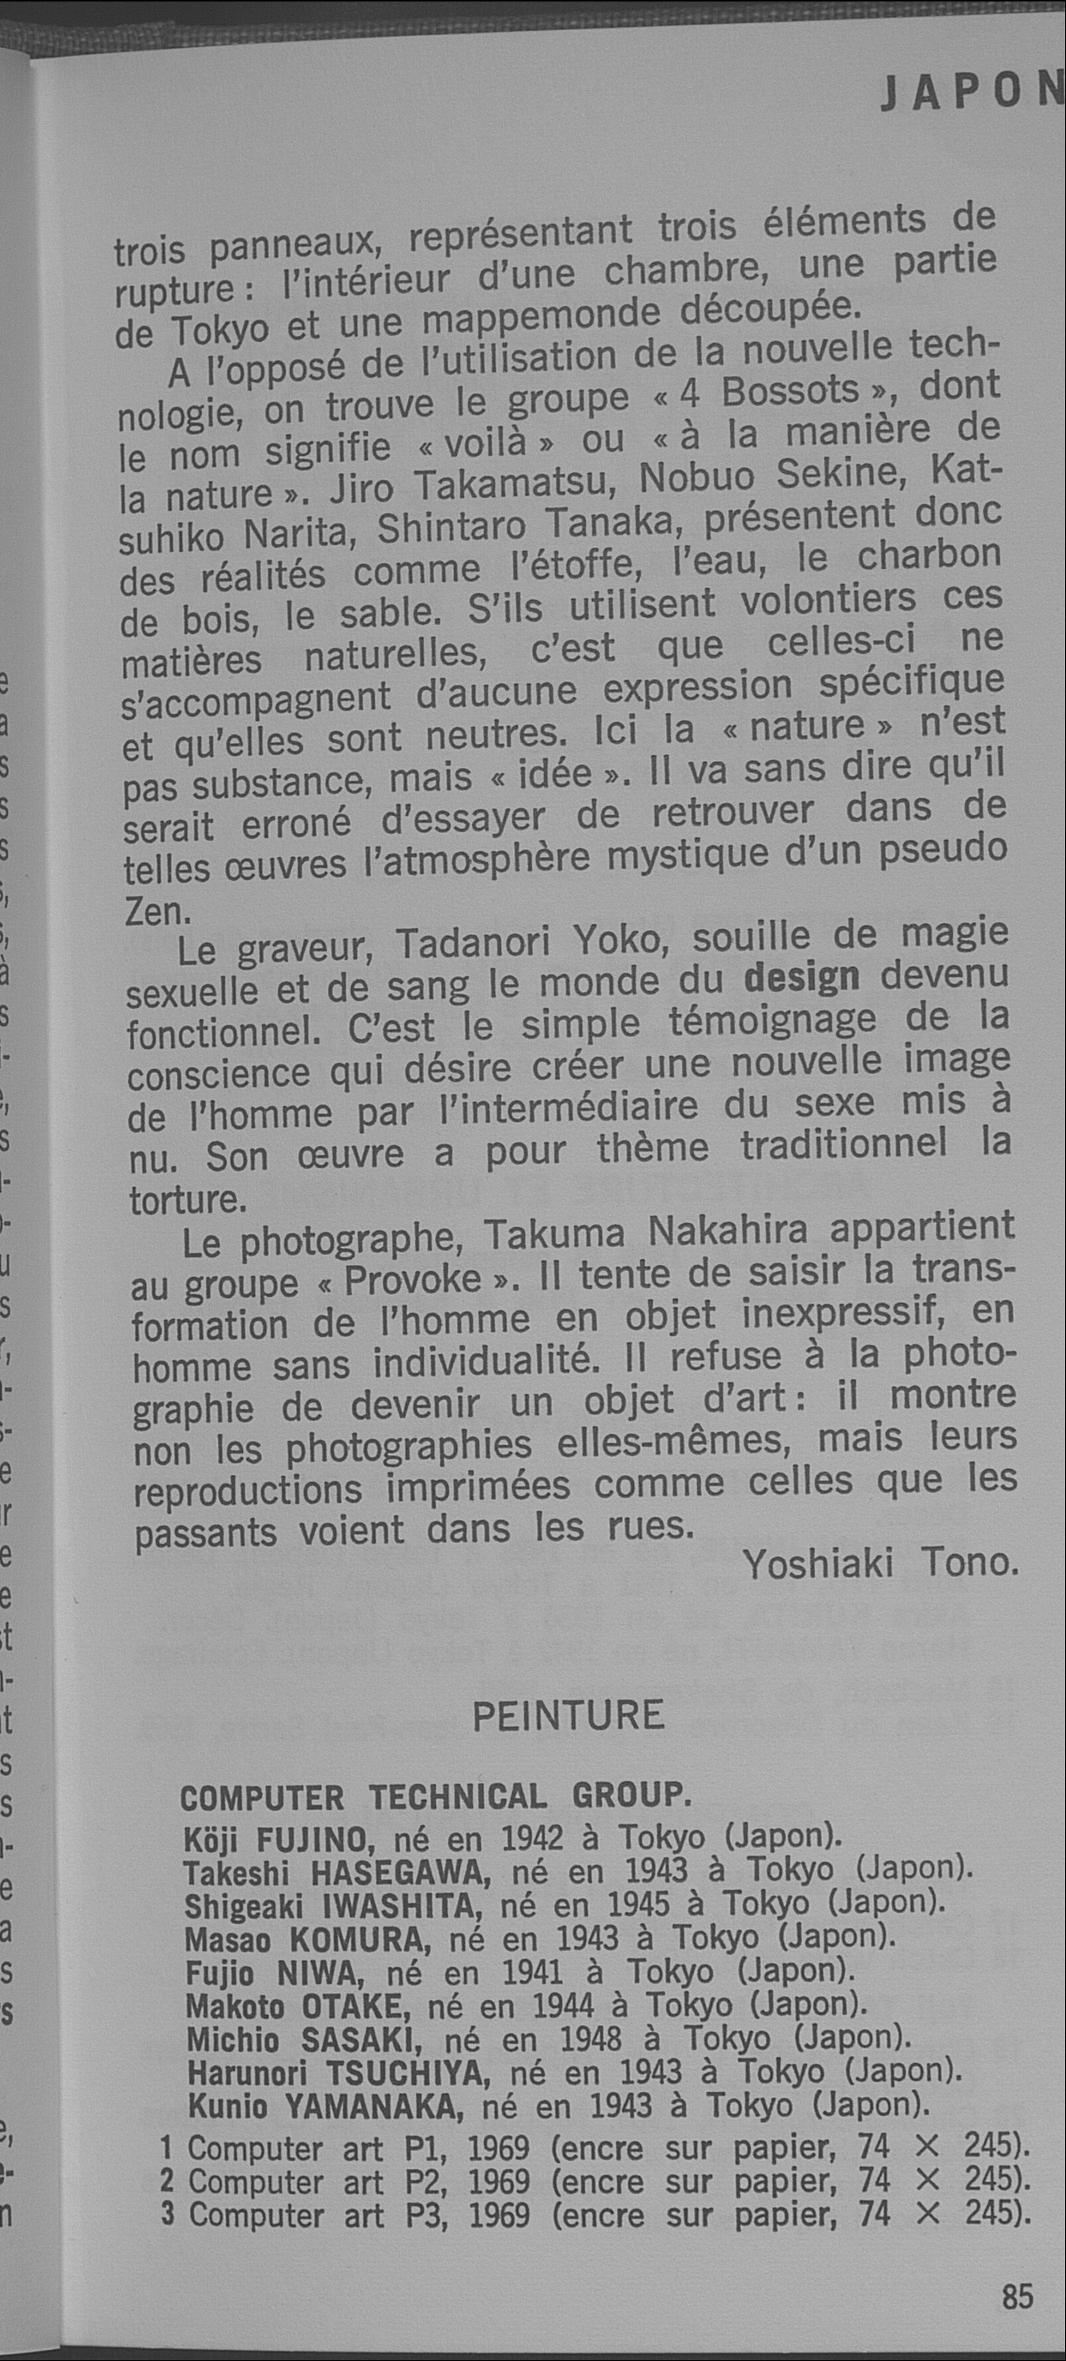 JAPON
trois panneaux, représentant trois éléments de
rupture : l'intérieur d'une chambre, une partie
de Tokyo et une mappemonde découpée.
A l'opposé de l'utilisation de la nouvelle tech-
nologie, on trouve le groupe « 4 Bossots », dont
le nom signifie « voilà » ou « à la manière de
la nature ». Jiro Takamatsu, Nobuo Sekine, Kat-
suhiko Narita, Shintaro Tanaka, présentent donc
des réalités comme l'étoffe, l'eau, le charbon
de bois, le sable. S'ils utilisent volontiers ces
matières naturelles, c'est que celles-ci ne
s'accompagnent d'aucune expression spécifique
et qu'elles sont neutres. Ici la « nature » n'est
pas substance, mais « idée ». Il va sans dire qu'il
serait erroné d'essayer de retrouver dans de
telles œuvres l'atmosphère mystique d'un pseudo
Zen.
Le graveur, Tadanori Yoko, souille de magie
sexuelle et de sang le monde du design devenu
fonctionnel. C'est le simple témoignage de la
conscience qui désire créer une nouvelle image
de l'homme par l'intermédiaire du sexe mis à
nu. Son œuvre a pour thème traditionnel la
torture.
Le photographe, Takuma Nakahira appartient
au groupe « Provoke ». Il tente de saisir la trans-
formation de l'homme en objet inexpressif, en
homme sans individualité. Il refuse à la photo-
graphie de devenir un objet d'art : il montre
non les photographies elles-mêmes, mais leurs
reproductions imprimées comme celles que les
passants voient dans les rues.
Yoshiaki Tono.
PEINTURE
COMPUTER TECHNICAL GROUP.
Köji FUJINO, né en 1942 à Tokyo (Japon).
Takeshi HASEGAWA, né en 1943 à Tokyo (Japon).
Shigeaki IWASHITA, né en 1945 à Tokyo (Japon).
Masao KOMURA, né en 1943 à Tokyo (Japon).
Fujio NIWA, né en 1941 à Tokyo (Japon).
Makoto OTAKE, né en 1944 à Tokyo (Japon).
Michio SASAKI, né en 1948 à Tokyo (Japon).
Harunori TSUCHIYA, né en 1943 à Tokyo (Japon).
Kunio YAMANAKA, né en 1943 à Tokyo (Japon).
1 Computer art P1, 1969 (encre sur papier, 74 × 245).
2 Computer art P2, 1969 (encre sur papier, 74 × 245).
3 Computer art P3, 1969 (encre sur papier, 74 × 245).
85